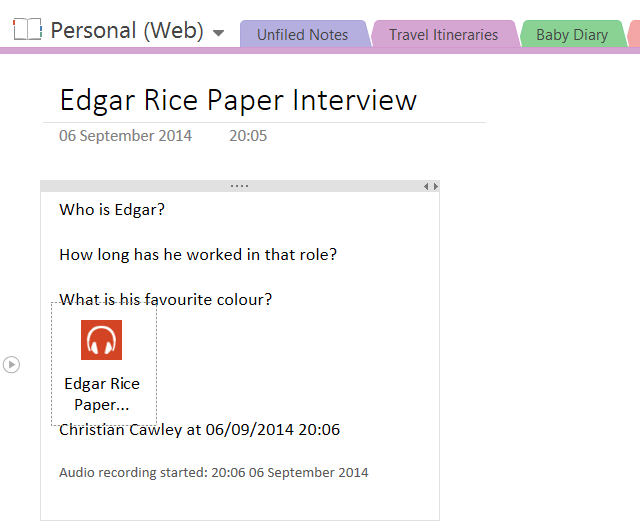 Personal (Web) Unfiled Notes Travel Itineraries Baby Diary
Edgar Rice Paper Interview
06 September 2014 20:05
Who is Edgar?
How long has he worked in that role?
What is his favourite colour?
Edgar Rice
Paper...
Christian Cawley at 06/09/2014 20:06
Audio recording started: 20:06 06 September 2014